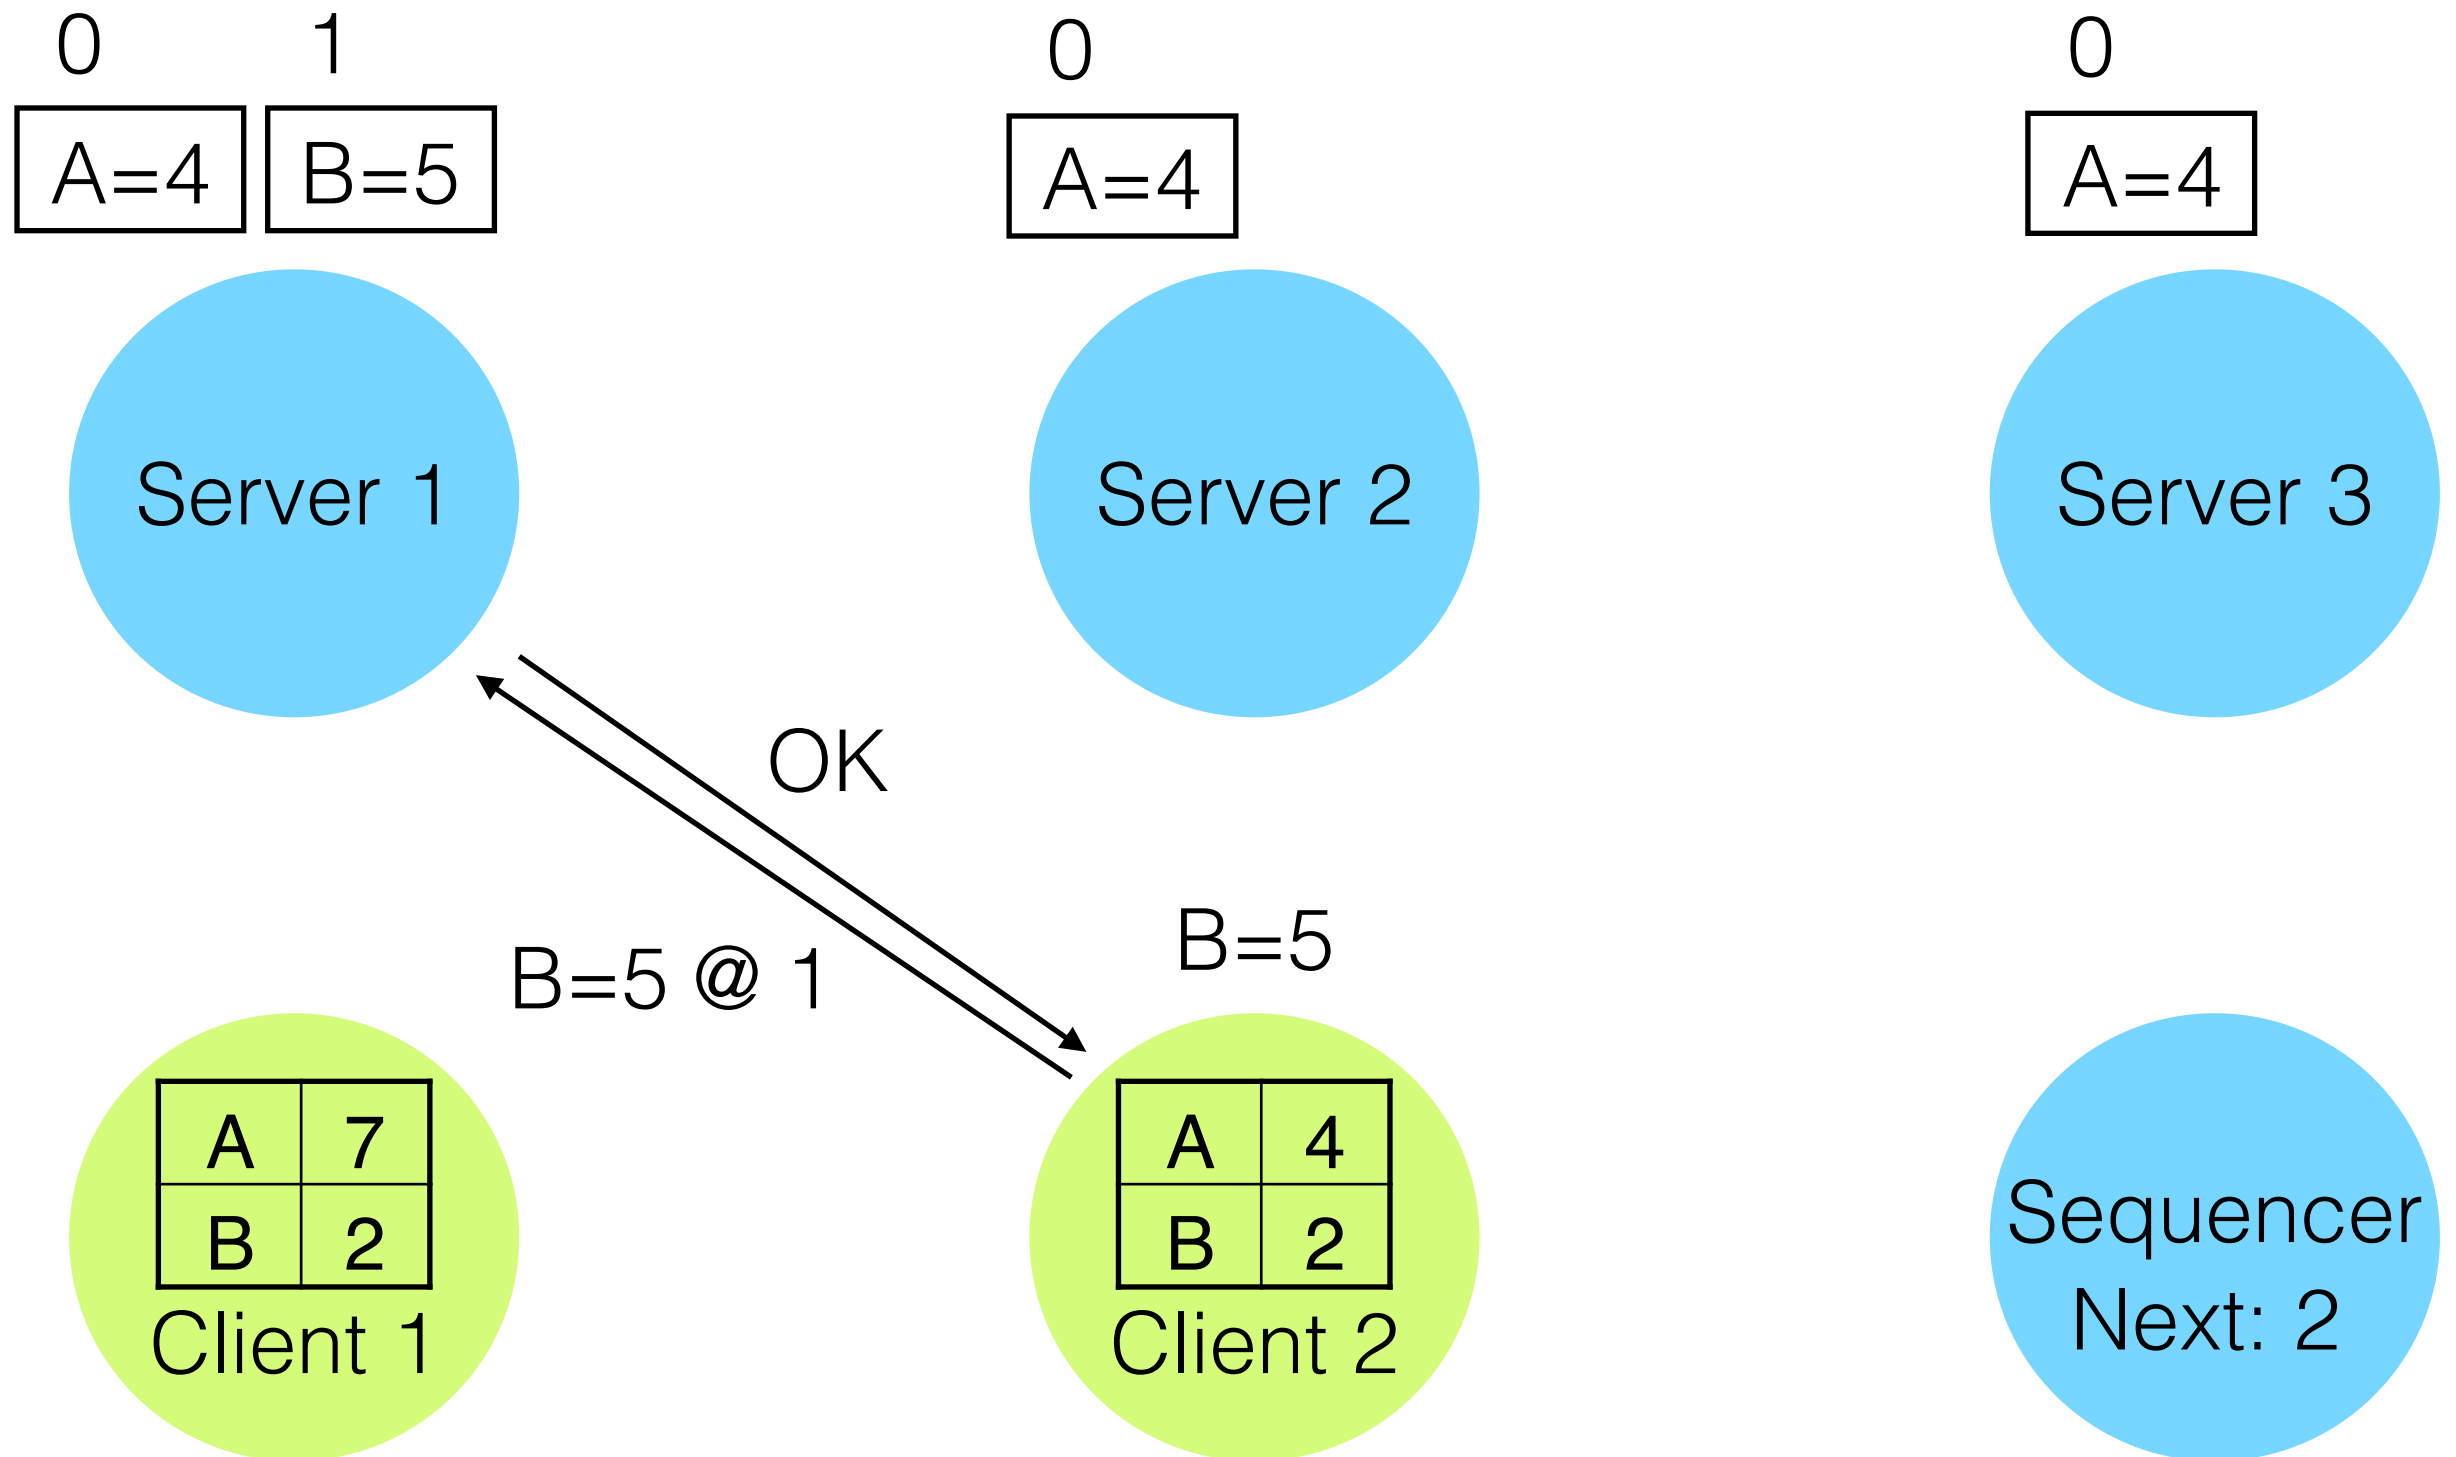 0 1
A=4 B=5
0
A=4
0
A=4
Server 1
Server 2
Server 3
OK
B=5 @ 1
B=5
A 7
B 2
Client 1
A 4
B 2
Client 2
Sequencer
Next: 2